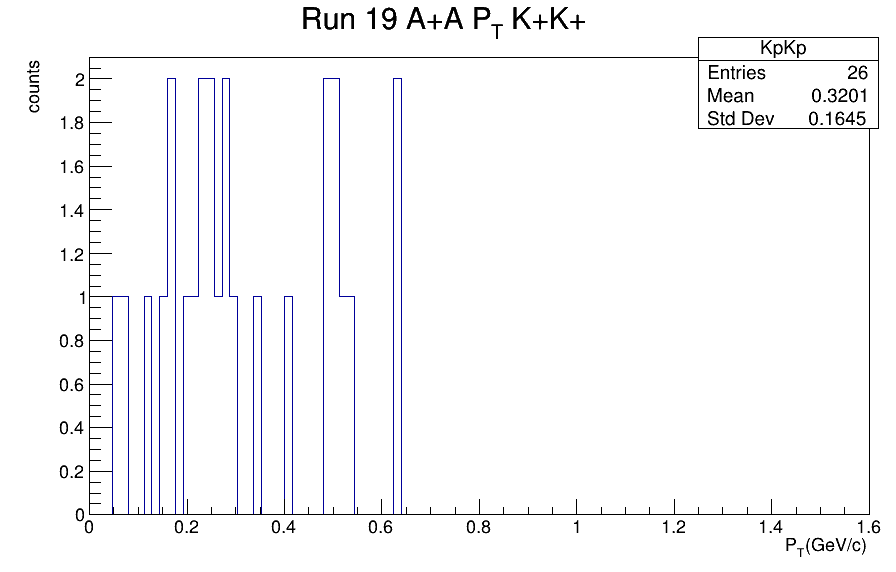 Run 19 A+A P_T K+K+
KpKp
Entries 26
Mean 0.3201
Std Dev 0.1645
counts
2
1.8
1.6
1.4
1.2
1
0.8
0.6
0.4
0.2
0
0 0.2 0.4 0.6 0.8 1 1.2 1.4 1.6
P_T(GeV/c)